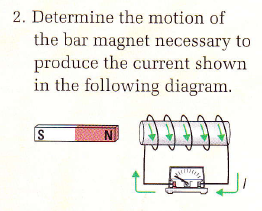 2. Determine the motion of
the bar magnet necessary to
produce the current shown
in the following diagram.
S N
I